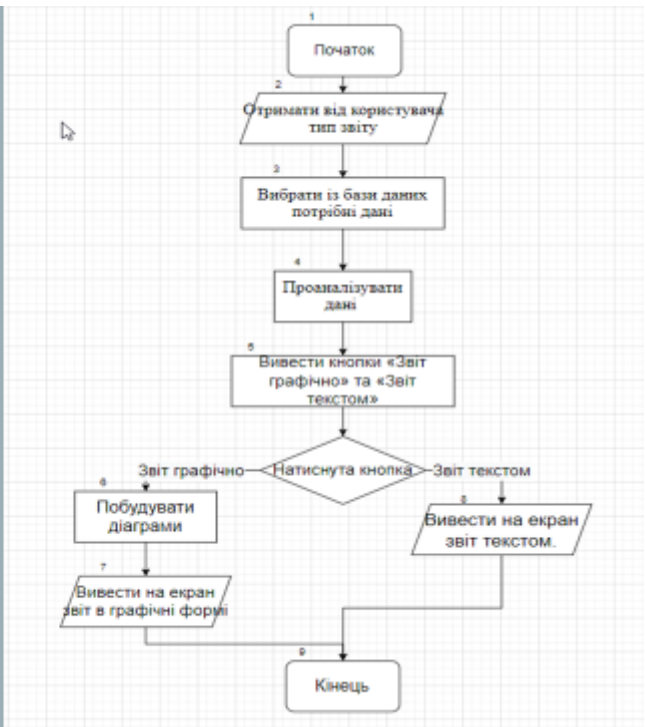 1
Початок
2
Отримати від користувача
тип звіту
3
Вибрати із бази даних
потрібні дані
4
Проаналізувати
дані
5
Вивести кнопки «Звіт
графічно» та «Звіт
текстом»
Звіт графічно
Натиснута кнопка
Звіт текстом
6
Побудувати
діаграми
8
Вивести на екран
звіт текстом.
7
Вивести на екран
звіт в графічні формі
9
Кінець